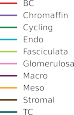 BC
Chromaffin
Cycling
Endo
Fasciculata
Glomerulosa
Macro
Meso
Stromal
TC